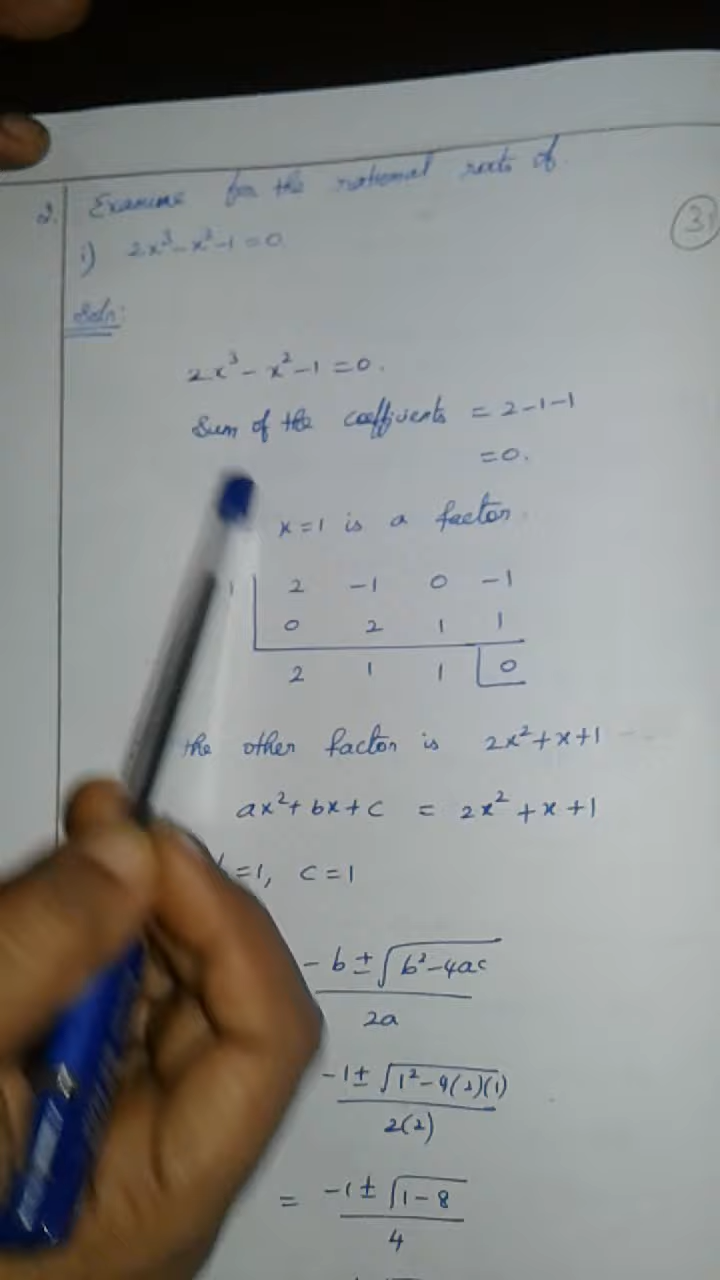 2. Examine for the rational roots of
31
i) 2x³-x²-1=0
Soln:
2x³-x²-1=0.
Sum of the coefficients = 2-1-1
=0.
x=1 is a factor.
1 | 2 -1 0 -1
0 2 1 1
2 1 1 | 0
the other factor is 2x²+x+1
ax²+bx+c = 2x²+x+1
b=1, c=1
-b±√b²-4ac
2a
-1±√1²-4(2)(1)
2(2)
= -1±√1-8
4